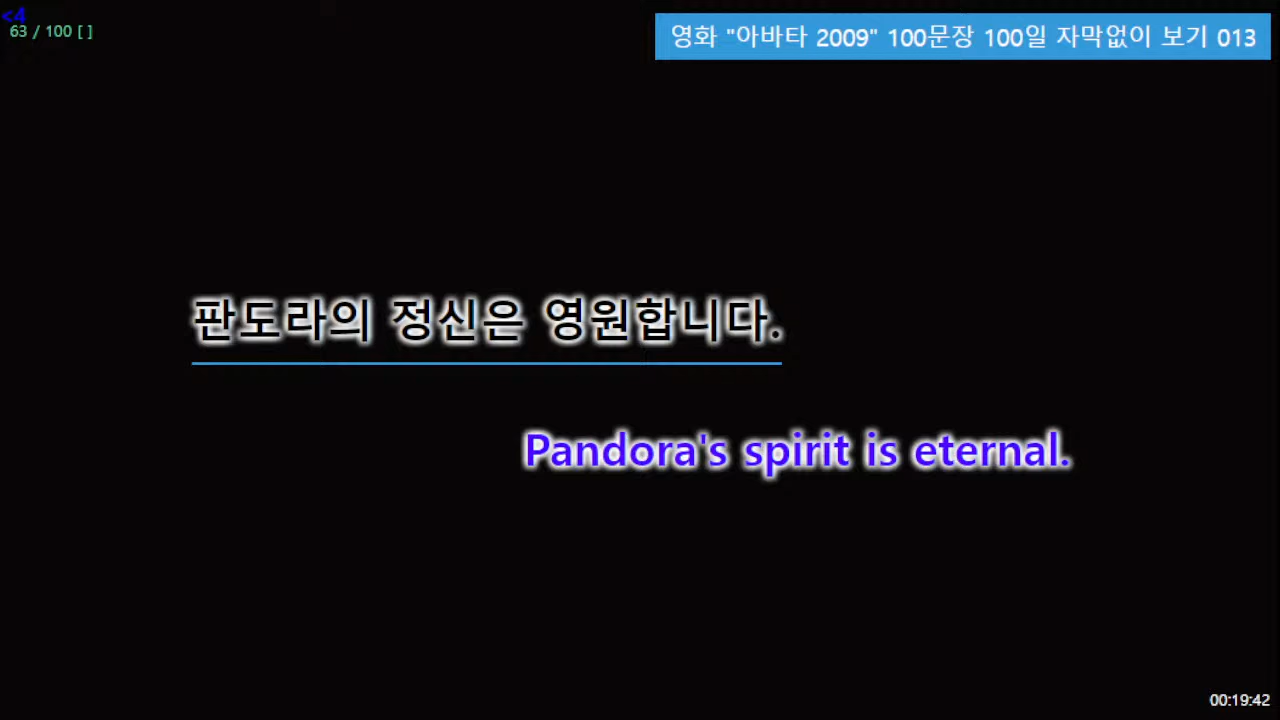 <4
63 / 100 [ ]
영화 "아바타 2009" 100문장 100일 자막없이 보기 013
판도라의 정신은 영원합니다.
Pandora's spirit is eternal.
00:19:42